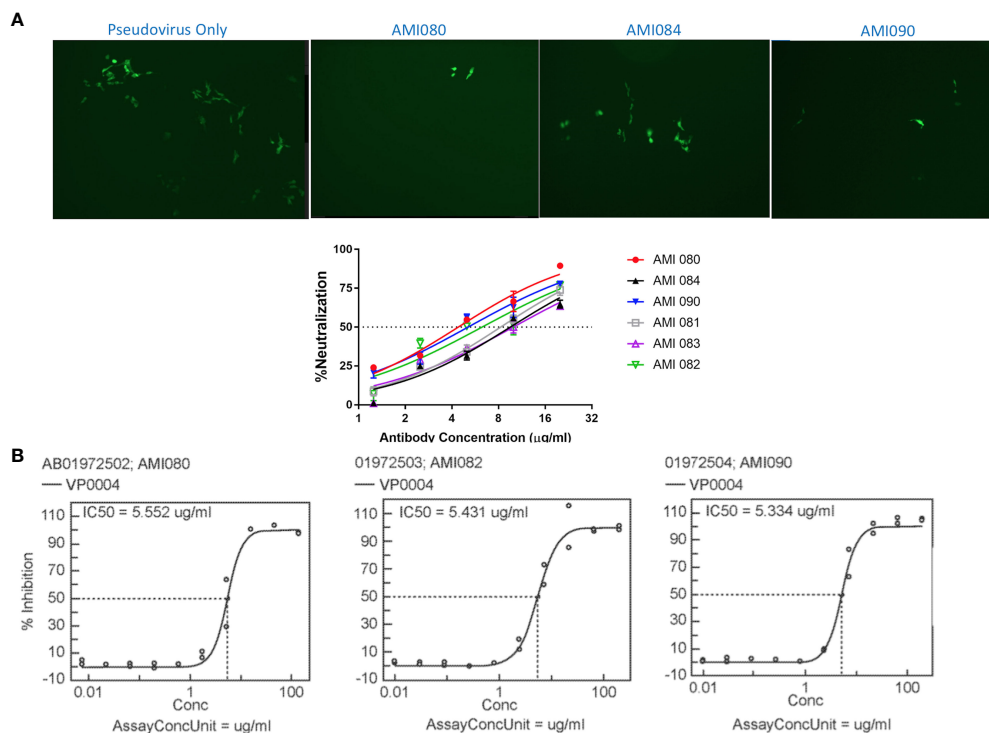 A
Pseudovirus Only
AMI080
AMI084
AMI090
%Neutralization
100
75
50
25
0
1
2
4
8
16
32
Antibody Concentration (μg/ml)
AMI 080
AMI 084
AMI 090
AMI 081
AMI 083
AMI 082
B
AB01972502; AMI080
VP0004
IC50 = 5.552 ug/ml
% Inhibition
110
90
70
50
30
10
-10
0.01
1
100
Conc
AssayConcUnit = ug/ml
01972503; AMI082
VP0004
IC50 = 5.431 ug/ml
110
90
70
50
30
10
-10
0.01
1
100
Conc
AssayConcUnit = ug/ml
01972504; AMI090
VP0004
IC50 = 5.334 ug/ml
110
90
70
50
30
10
-10
0.01
1
100
Conc
AssayConcUnit = ug/ml